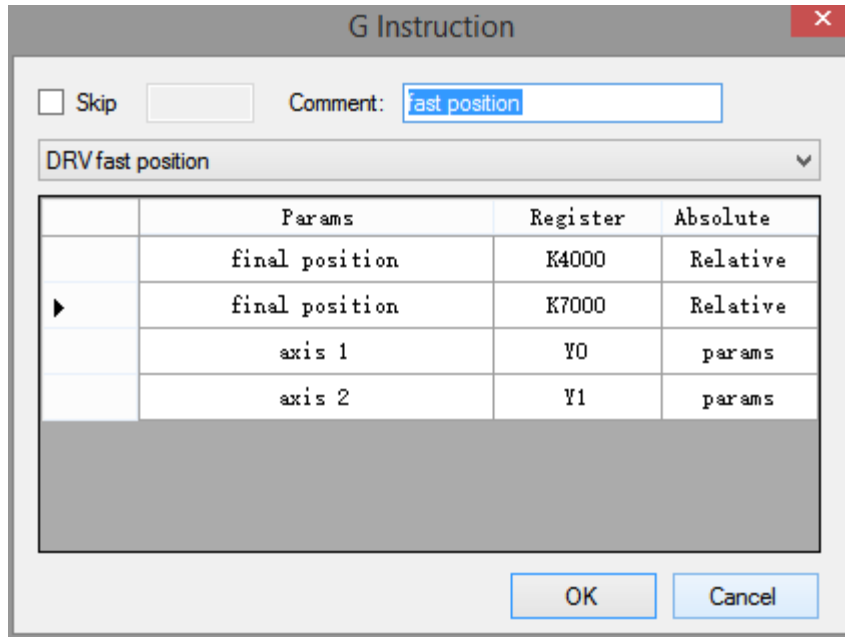 G Instruction
Skip Comment: fast position
DRV fast position
Params Register Absolute
final position K4000 Relative
final position K7000 Relative
axis 1 Y0 params
axis 2 Y1 params
OK Cancel